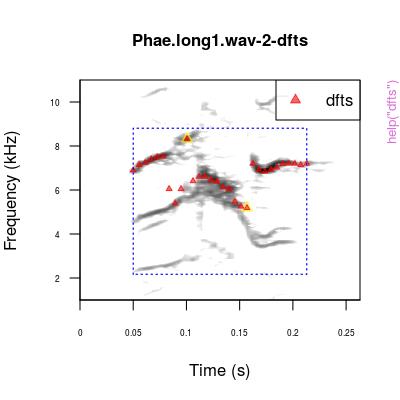 Phae.long1.wav-2-dfts
dfts
help("dfts")
Frequency (kHz)
10
8
6
4
2
0 0.05 0.1 0.15 0.2 0.25
Time (s)